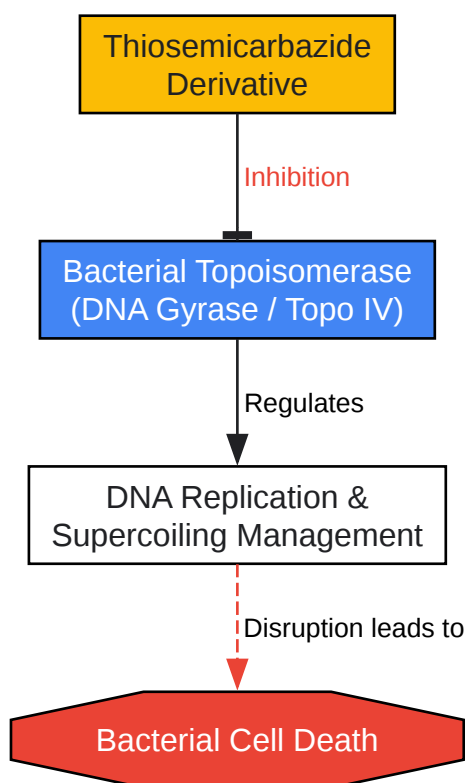 Thiosemicarbazide
Derivative
Inhibition
Bacterial Topoisomerase
(DNA Gyrase / Topo IV)
Regulates
DNA Replication &
Supercoiling Management
Disruption leads to
Bacterial Cell Death